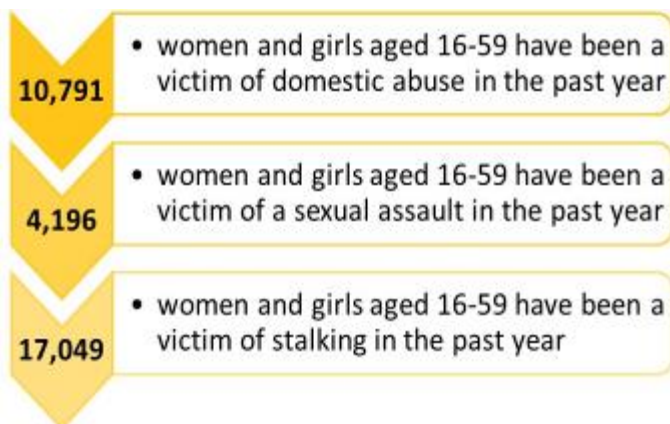 10,791
• women and girls aged 16-59 have been a
victim of domestic abuse in the past year
4,196
• women and girls aged 16-59 have been a
victim of a sexual assault in the past year
17,049
• women and girls aged 16-59 have been a
victim of stalking in the past year